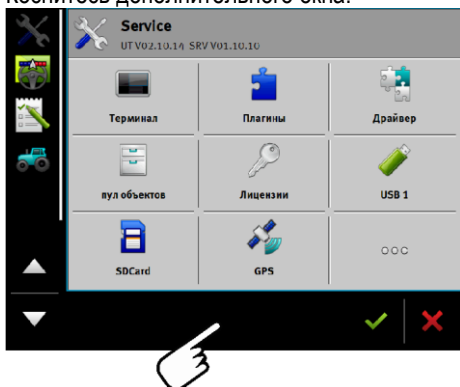 коснитесь дополнительного окна.
Service
UT V02.10.14 SRV V01.10.10
Терминал
Плагины
Драйвер
пул объектов
Лицензии
USB 1
SDCard
GPS